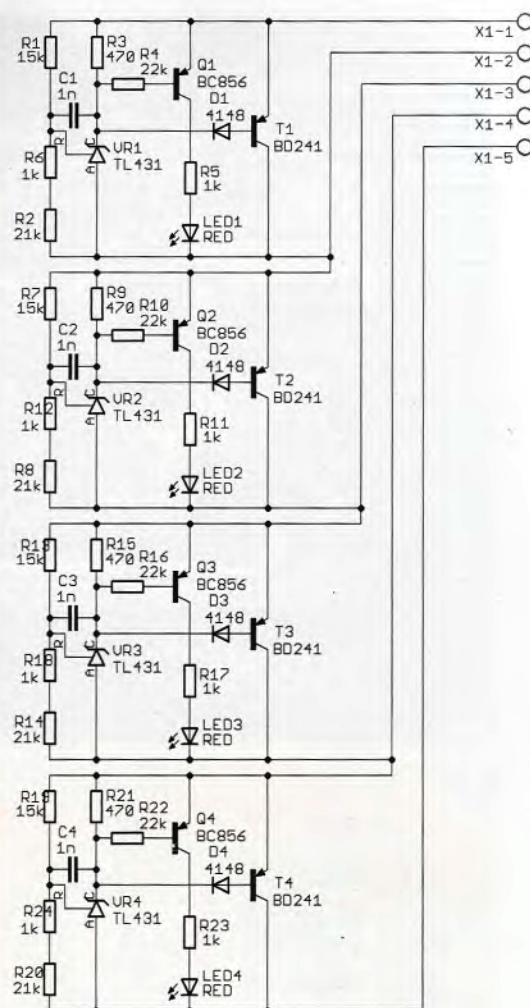 X1-1
X1-2
X1-3
X1-4
X1-5
R1
15k
R3
470
R4
22k
Q1
BC856
D1
4148
C1
1n
T1
BD241
R
C
A
VR1
TL431
R6
1k
R5
1k
R2
21k
LED1
RED
R7
15k
R9
470
R10
22k
Q2
BC856
D2
4148
C2
1n
T2
BD241
R
C
A
VR2
TL431
R12
1k
R11
1k
R8
21k
LED2
RED
R13
15k
R15
470
R16
22k
Q3
BC856
D3
4148
C3
1n
T3
BD241
R
C
A
VR3
TL431
R18
1k
R17
1k
R14
21k
LED3
RED
R19
15k
R21
470
R22
22k
Q4
BC856
D4
4148
C4
1n
T4
BD241
R
C
A
VR4
TL431
R24
1k
R23
1k
R20
21k
LED4
RED